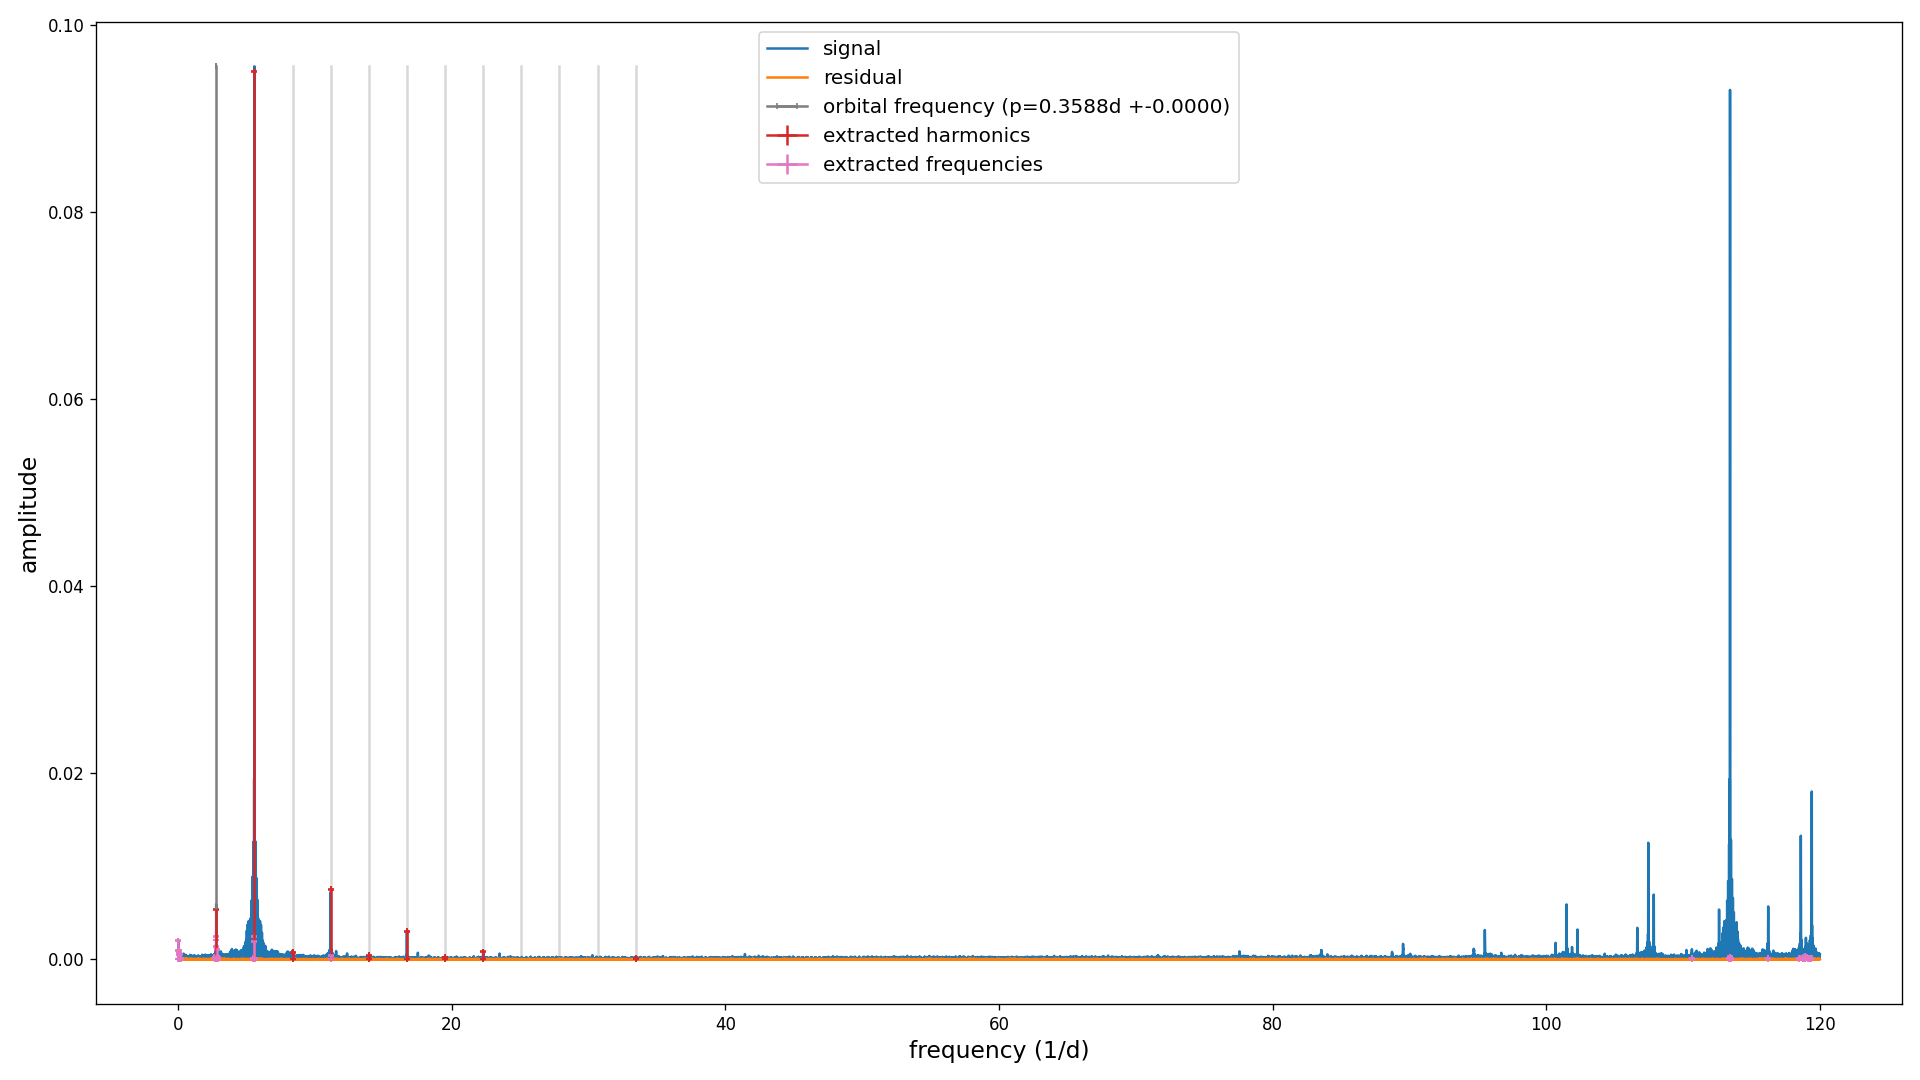 0.10
0.08
0.06
0.04
0.02
0.00
amplitude
signal
residual
orbital frequency (p=0.3588d +-0.0000)
extracted harmonics
extracted frequencies
0 20 40 60 80 100 120
frequency (1/d)